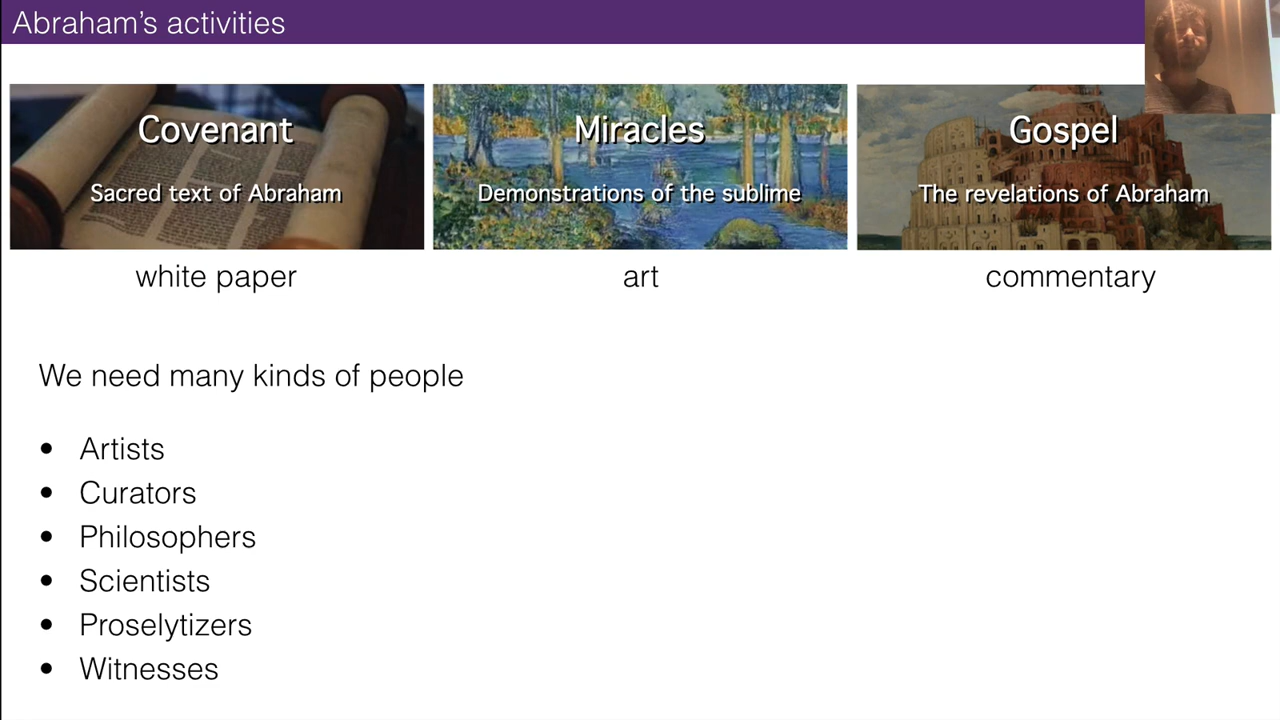 Abraham's activities
Covenant
Sacred text of Abraham
white paper
Miracles
Demonstrations of the sublime
art
Gospel
The revelations of Abraham
commentary
We need many kinds of people
• Artists
• Curators
• Philosophers
• Scientists
• Proselytizers
• Witnesses